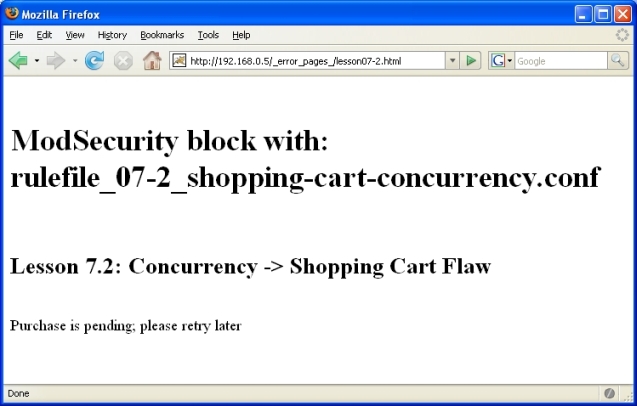 Mozilla Firefox
File Edit View History Bookmarks Tools Help
http://192.168.0.5/_error_pages_/lesson07-2.html
G Google
ModSecurity block with:
rulefile_07-2_shopping-cart-concurrency.conf
Lesson 7.2: Concurrency -> Shopping Cart Flaw
Purchase is pending; please retry later
Done